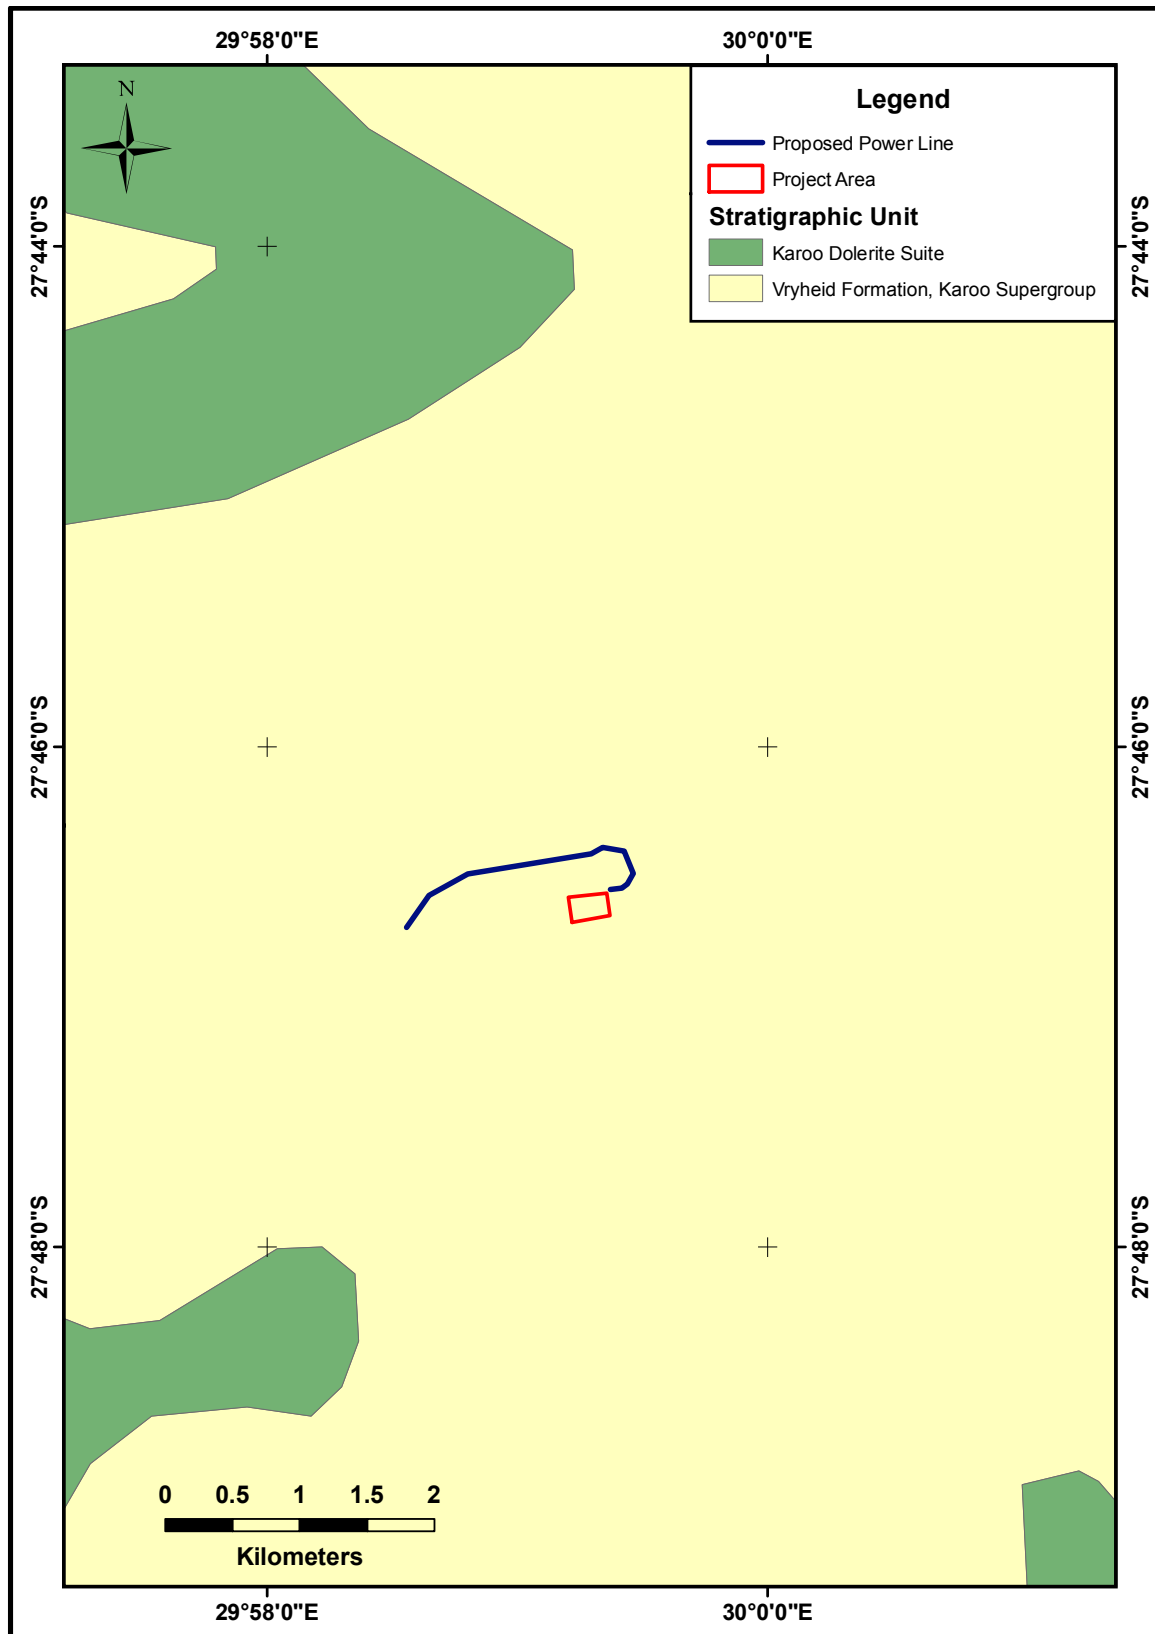 29°58'0"E
30°0'0"E
N
Legend
Proposed Power Line
Project Area
Stratigraphic Unit
Karoo Dolerite Suite
Vryheid Formation, Karoo Supergroup
27°44'0"S
27°44'0"S
27°46'0"S
27°46'0"S
27°48'0"S
27°48'0"S
0 0.5 1 1.5 2
Kilometers
29°58'0"E
30°0'0"E